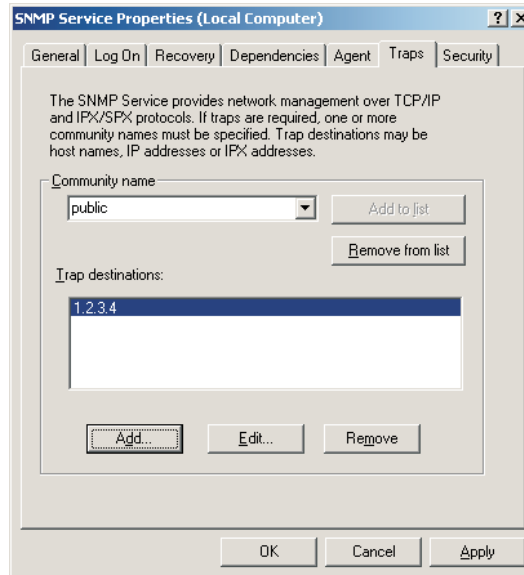 SNMP Service Properties (Local Computer)
General Log On Recovery Dependencies Agent Traps Security
The SNMP Service provides network management over TCP/IP
and IPX/SPX protocols. If traps are required, one or more
community names must be specified. Trap destinations may be
host names, IP addresses or IPX addresses.
Community name
public
Add to list
Remove from list
Trap destinations:
1.2.3.4
Add... Edit... Remove
OK Cancel Apply